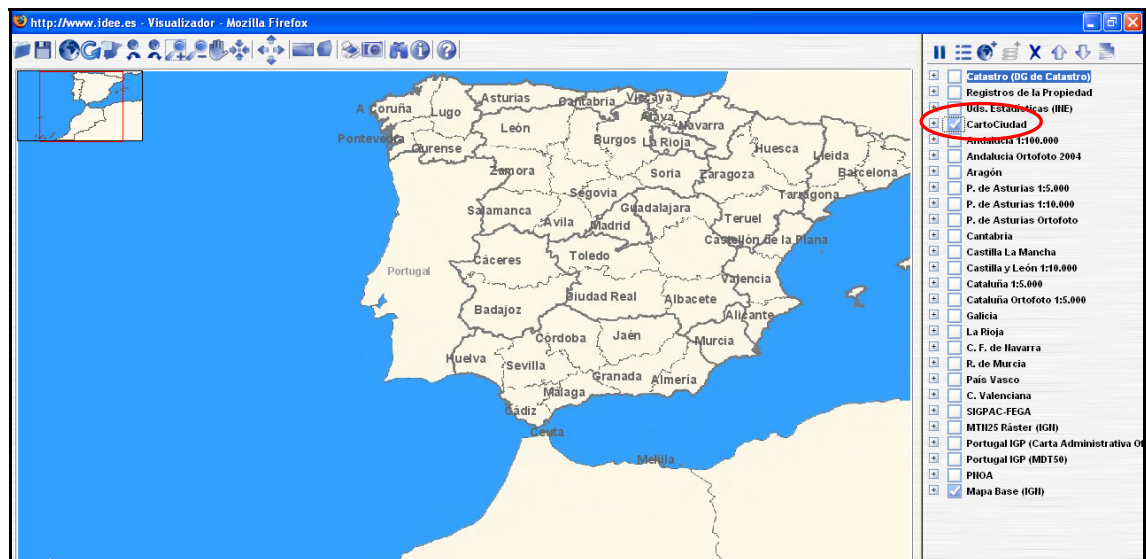 http://www.idee.es - Visualizador - Mozilla Firefox
Catastro (DG de Catastro)
Registros de la Propiedad
Uds. Estadísticas (INE)
CartoCiudad
Andalucia 1:100.000
Andalucia Ortofoto 2004
Aragón
P. de Asturias 1:5.000
P. de Asturias 1:10.000
P. de Asturias Ortofoto
Cantabria
Castilla La Mancha
Castilla y León 1:10.000
Cataluña 1:5.000
Cataluña Ortofoto 1:5.000
Galicia
La Rioja
C. F. de Navarra
R. de Murcia
País Vasco
C. Valenciana
SIGPAC-FEGA
MTN25 Ráster (IGN)
Portugal IGP (Carta Administrativa Of
Portugal IGP (MDT50)
PNOA
Mapa Base (IGN)
A Coruña
Lugo
Asturias
Cantabria
Vizcaya
Alava
Navarra
Pontevedra
Ourense
León
Burgos
La Rioja
Huesca
Lleida
Zamora
Soria
Zaragoza
Barcelona
Segovia
Tarragona
Salamanca
Guadalajara
Ávila
Madrid
Teruel
Castellón de la Plana
Portugal
Cáceres
Toledo
Valencia
Badajoz
Ciudad Real
Albacete
Alicante
Córdoba
Jaén
Murcia
Huelva
Sevilla
Granada
Almería
Málaga
Cádiz
Ceuta
Melilla